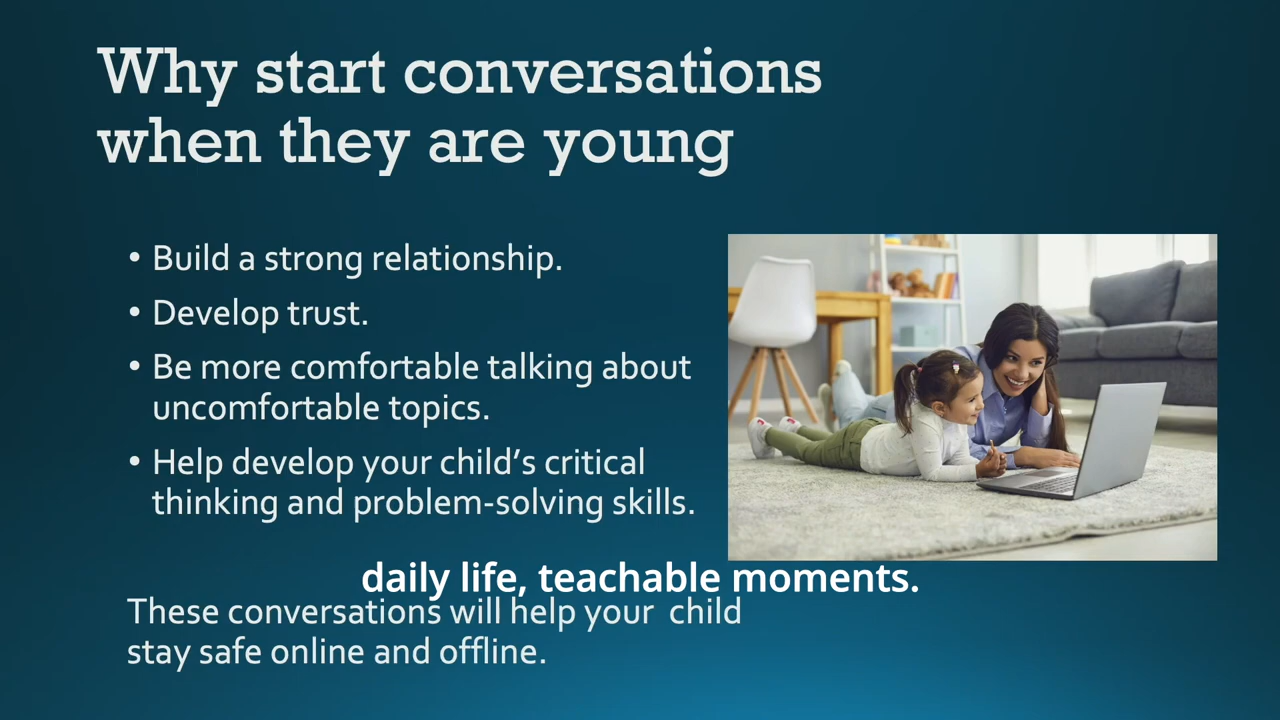 Why start conversations
when they are young
• Build a strong relationship.
• Develop trust.
• Be more comfortable talking about
uncomfortable topics.
• Help develop your child’s critical
thinking and problem-solving skills.
daily life, teachable moments.
These conversations will help your  child
stay safe online and offline.